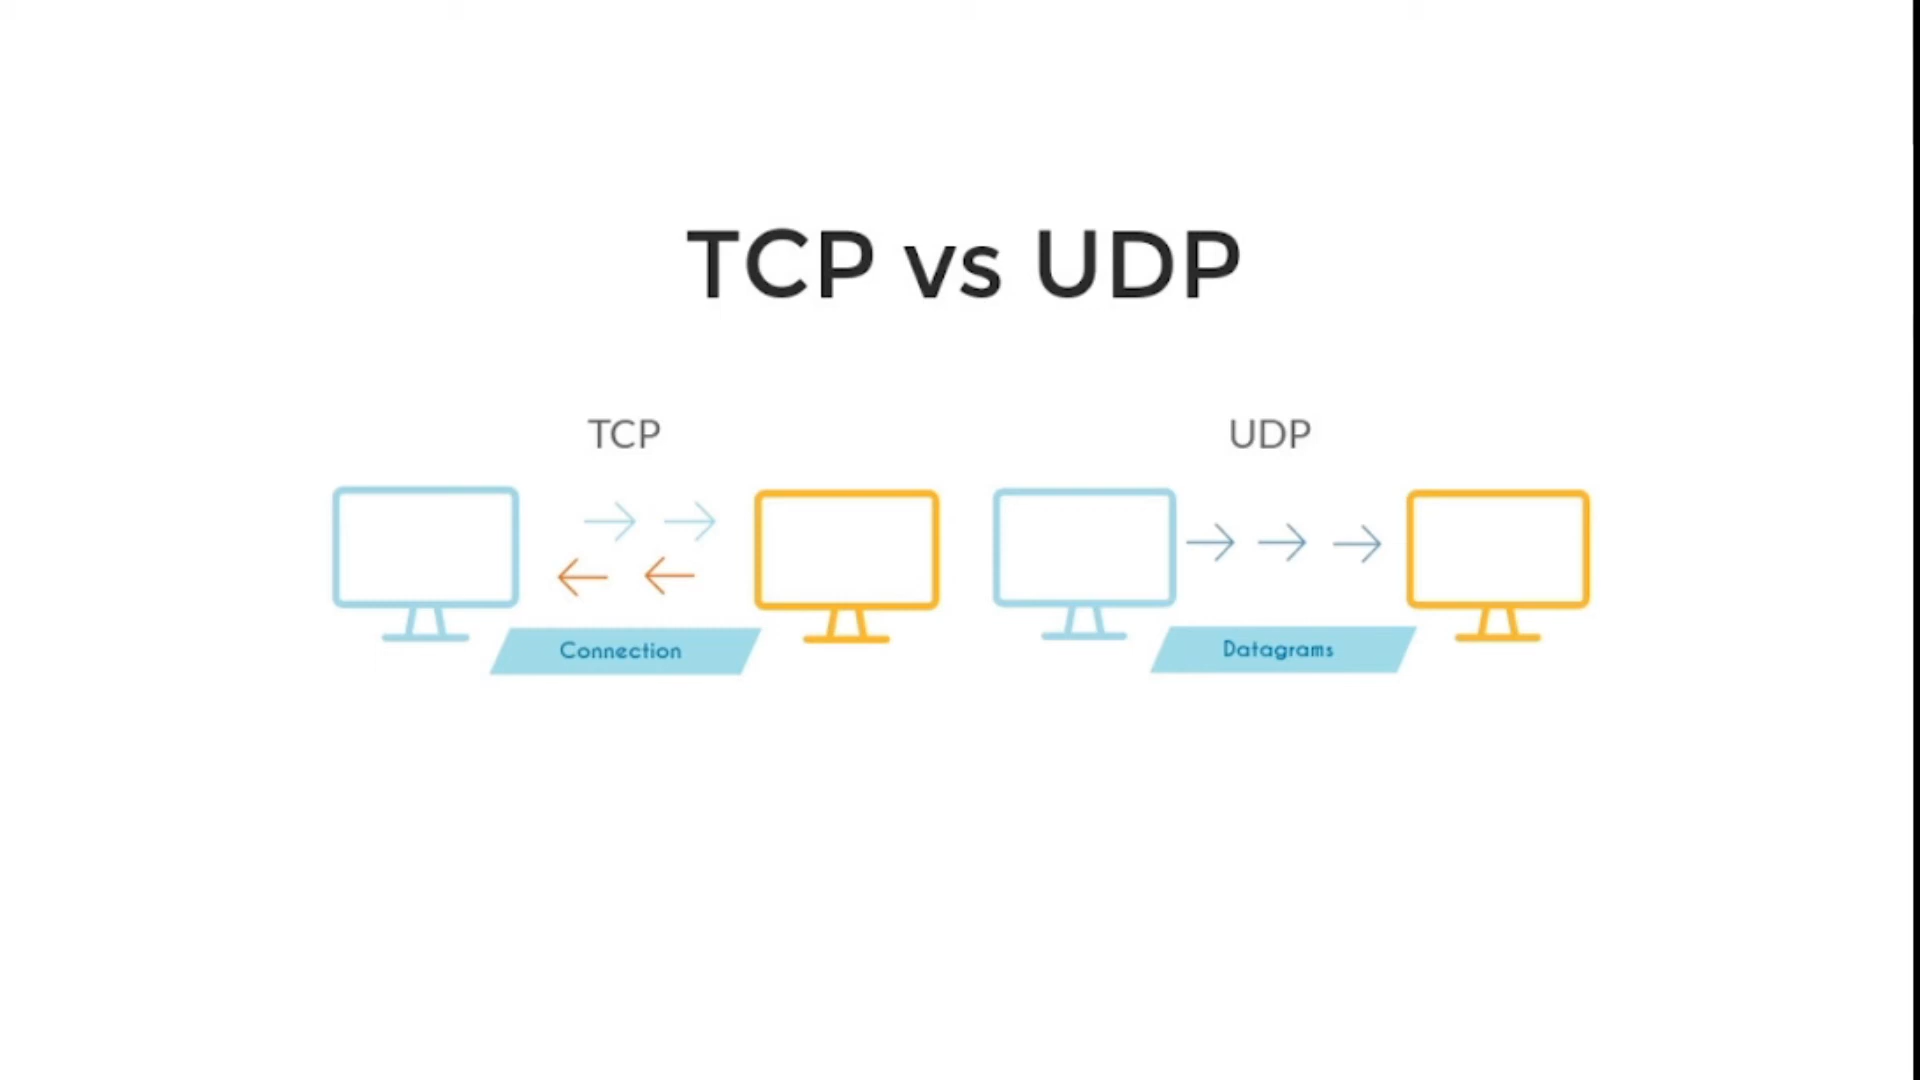 TCP vs UDP
TCP
UDP
Connection
Datagrams